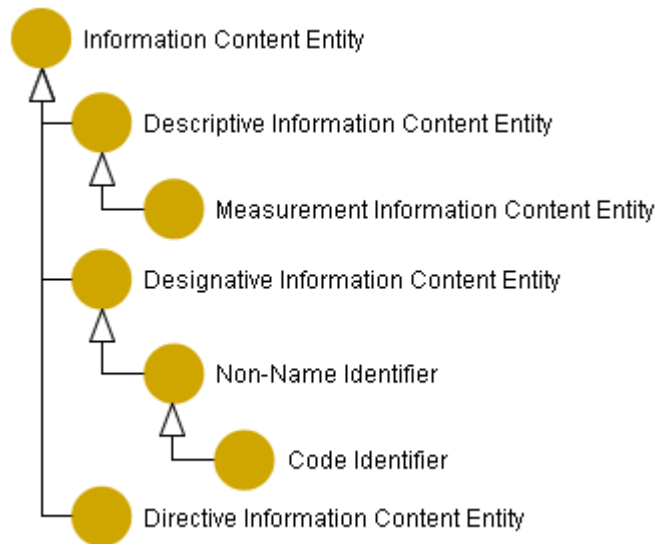 Information Content Entity
Descriptive Information Content Entity
Measurement Information Content Entity
Designative Information Content Entity
Non-Name Identifier
Code Identifier
Directive Information Content Entity